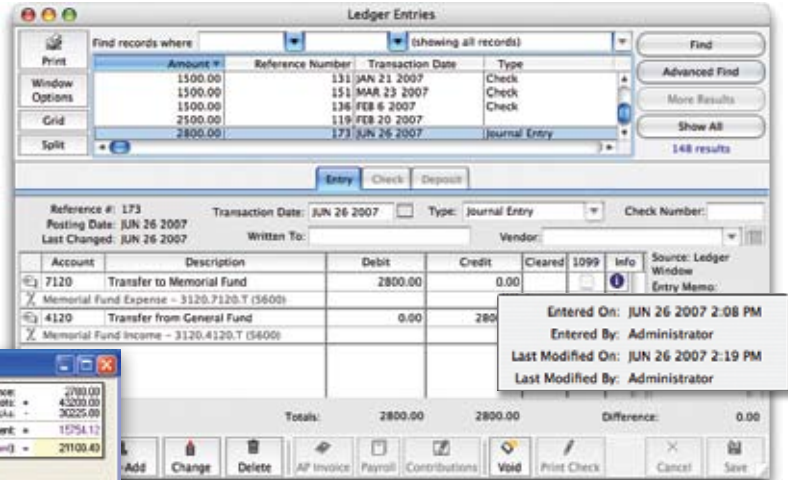 Ledger Entries
Print
Find records where
(showing all records)
Find
Amount Reference Number Transaction Date Type
Advanced Find
Window Options
1500.00 131 JAN 21 2007 Check
1500.00 151 MAR 23 2007 Check
More Results
1500.00 136 FEB 6 2007 Check
Grid
2500.00 119 FEB 20 2007
Show All
Split
2800.00 173 JUN 26 2007 Journal Entry
148 results
Entry Check Deposit
Reference #: 173 Transaction Date: JUN 26 2007 Type: Journal Entry Check Number:
Posting Date: JUN 26 2007
Last Changed: JUN 26 2007 Written To: Vendor:
Account Description Debit Credit Cleared 1099 Info
Source: Ledger Window
7120 Transfer to Memorial Fund 2800.00 0.00
Entry Memo:
Memorial Fund Expense - 3120.7120.T (5600)
4120 Transfer from General Fund 0.00 280
Memorial Fund Income - 3120.4120.T (5600)
Entered On: JUN 26 2007 2:08 PM
Entered By: Administrator
Last Modified On: JUN 26 2007 2:19 PM
Last Modified By: Administrator
2780.00
43200.00
30225.00
15754.12
21100.40
Totals: 2800.00 2800.00 Difference: 0.00
Add Change Delete AP Invoice Payroll Contributions Void Print Check Cancel Save